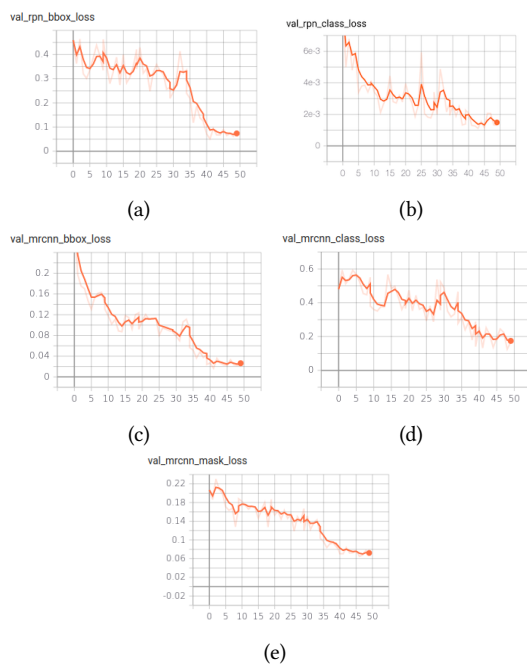 val_rpn_bbox_loss
0.4
0.3
0.2
0.1
0
0 5 10 15 20 25 30 35 40 45 50
(a)
val_rpn_class_loss
6e-3
4e-3
2e-3
0
0 5 10 15 20 25 30 35 40 45 50
(b)
val_mrcnn_bbox_loss
0.2
0.16
0.12
0.08
0.04
0
0 5 10 15 20 25 30 35 40 45 50
(c)
val_mrcnn_class_loss
0.6
0.4
0.2
0
0 5 10 15 20 25 30 35 40 45 50
(d)
val_mrcnn_mask_loss
0.22
0.18
0.14
0.1
0.06
0.02
-0.02
0 5 10 15 20 25 30 35 40 45 50
(e)